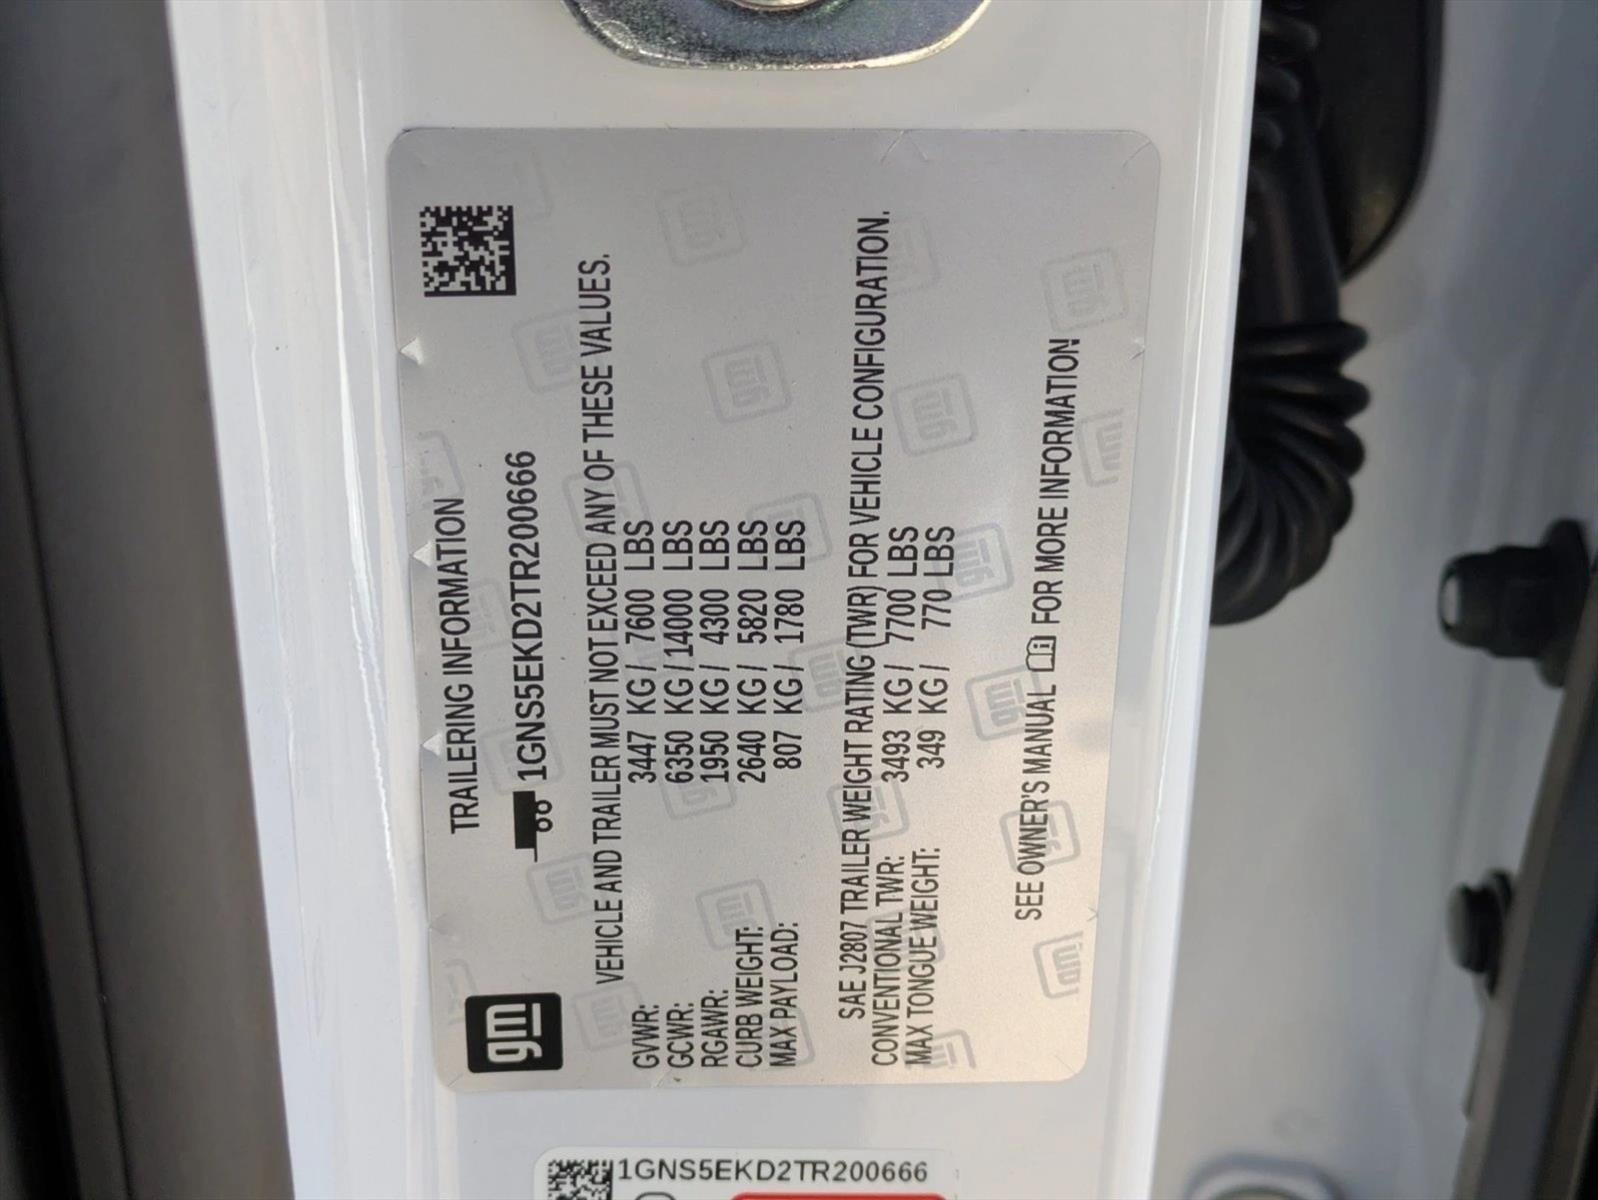 gm
TRAILERING INFORMATION
1GNS5EKD2TR200666
VEHICLE AND TRAILER MUST NOT EXCEED ANY OF THESE VALUES.
GVWR: 3447 KG / 7600 LBS
GCWR: 6350 KG / 14000 LBS
RGAWR: 1950 KG / 4300 LBS
CURB WEIGHT: 2640 KG / 5820 LBS
MAX PAYLOAD: 807 KG / 1780 LBS
SAE J2807 TRAILER WEIGHT RATING (TWR) FOR VEHICLE CONFIGURATION.
CONVENTIONAL TWR: 3493 KG / 7700 LBS
MAX TONGUE WEIGHT: 349 KG / 770 LBS
SEE OWNER'S MANUAL FOR MORE INFORMATION
1GNS5EKD2TR200666